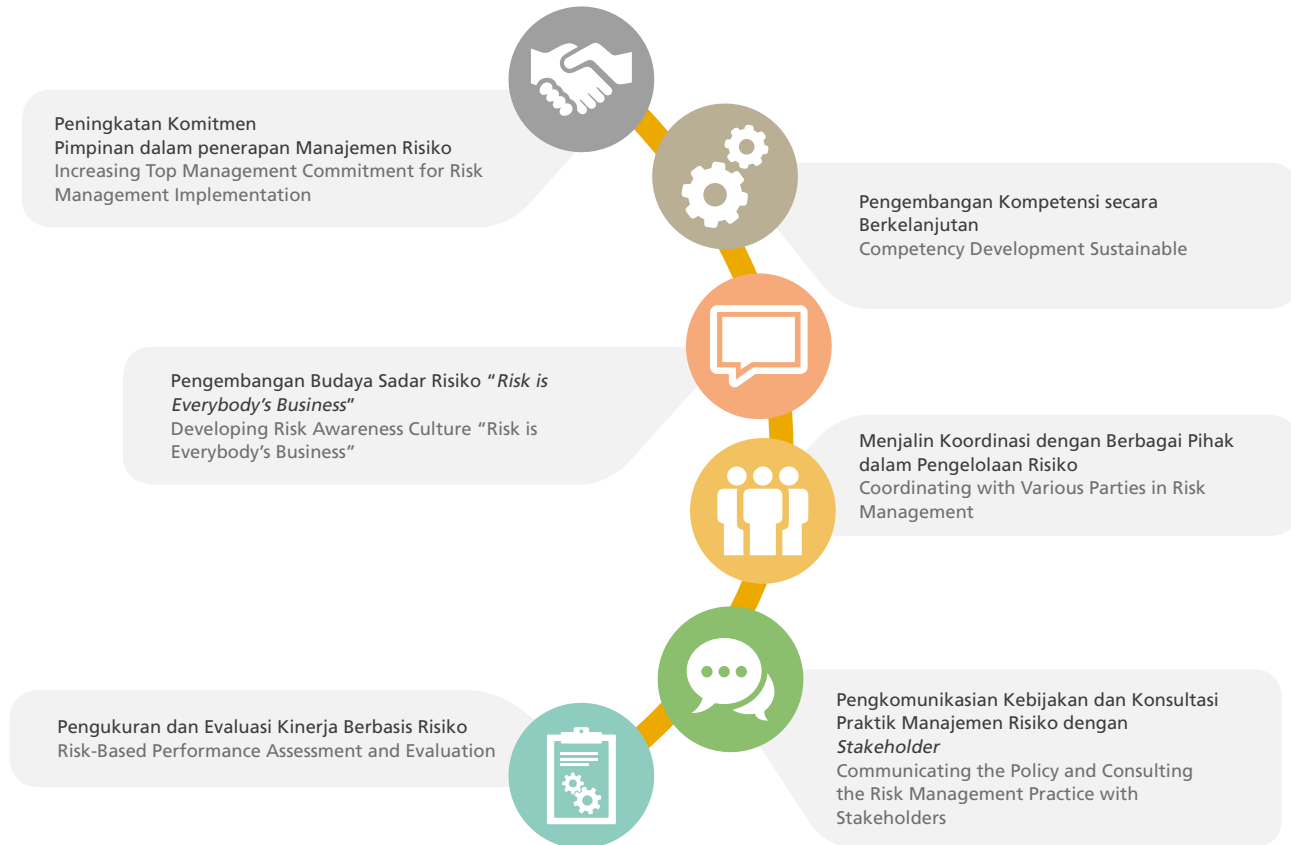 Peningkatan Komitmen
Pimpinan dalam penerapan Manajemen Risiko
Increasing Top Management Commitment for Risk
Management Implementation
Pengembangan Kompetensi secara
Berkelanjutan
Competency Development Sustainable
Pengembangan Budaya Sadar Risiko “Risk is
Everybody’s Business”
Developing Risk Awareness Culture “Risk is
Everybody’s Business”
Menjalin Koordinasi dengan Berbagai Pihak
dalam Pengelolaan Risiko
Coordinating with Various Parties in Risk
Management
Pengkomunikasian Kebijakan dan Konsultasi
Praktik Manajemen Risiko dengan
Stakeholder
Communicating the Policy and Consulting
the Risk Management Practice with
Stakeholders
Pengukuran dan Evaluasi Kinerja Berbasis Risiko
Risk-Based Performance Assessment and Evaluation